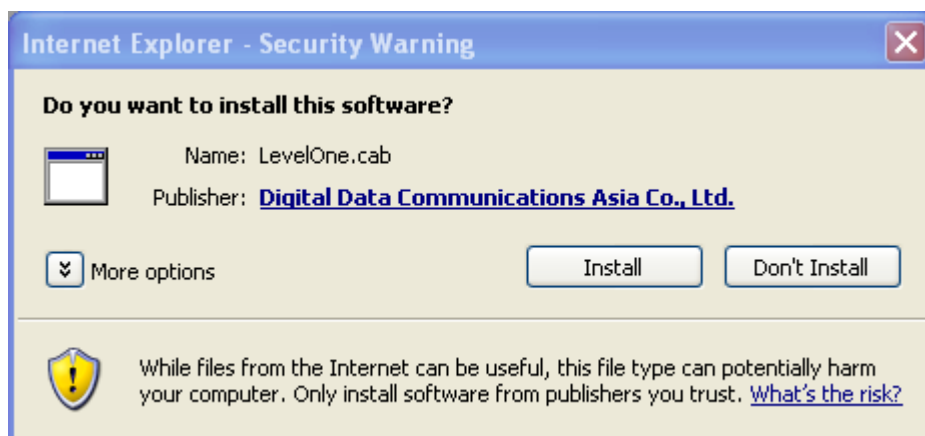 Internet Explorer - Security Warning
Do you want to install this software?
Name: LevelOne.cab
Publisher: Digital Data Communications Asia Co., Ltd.
More options
Install
Don't Install
While files from the Internet can be useful, this file type can potentially harm
your computer. Only install software from publishers you trust. What's the risk?